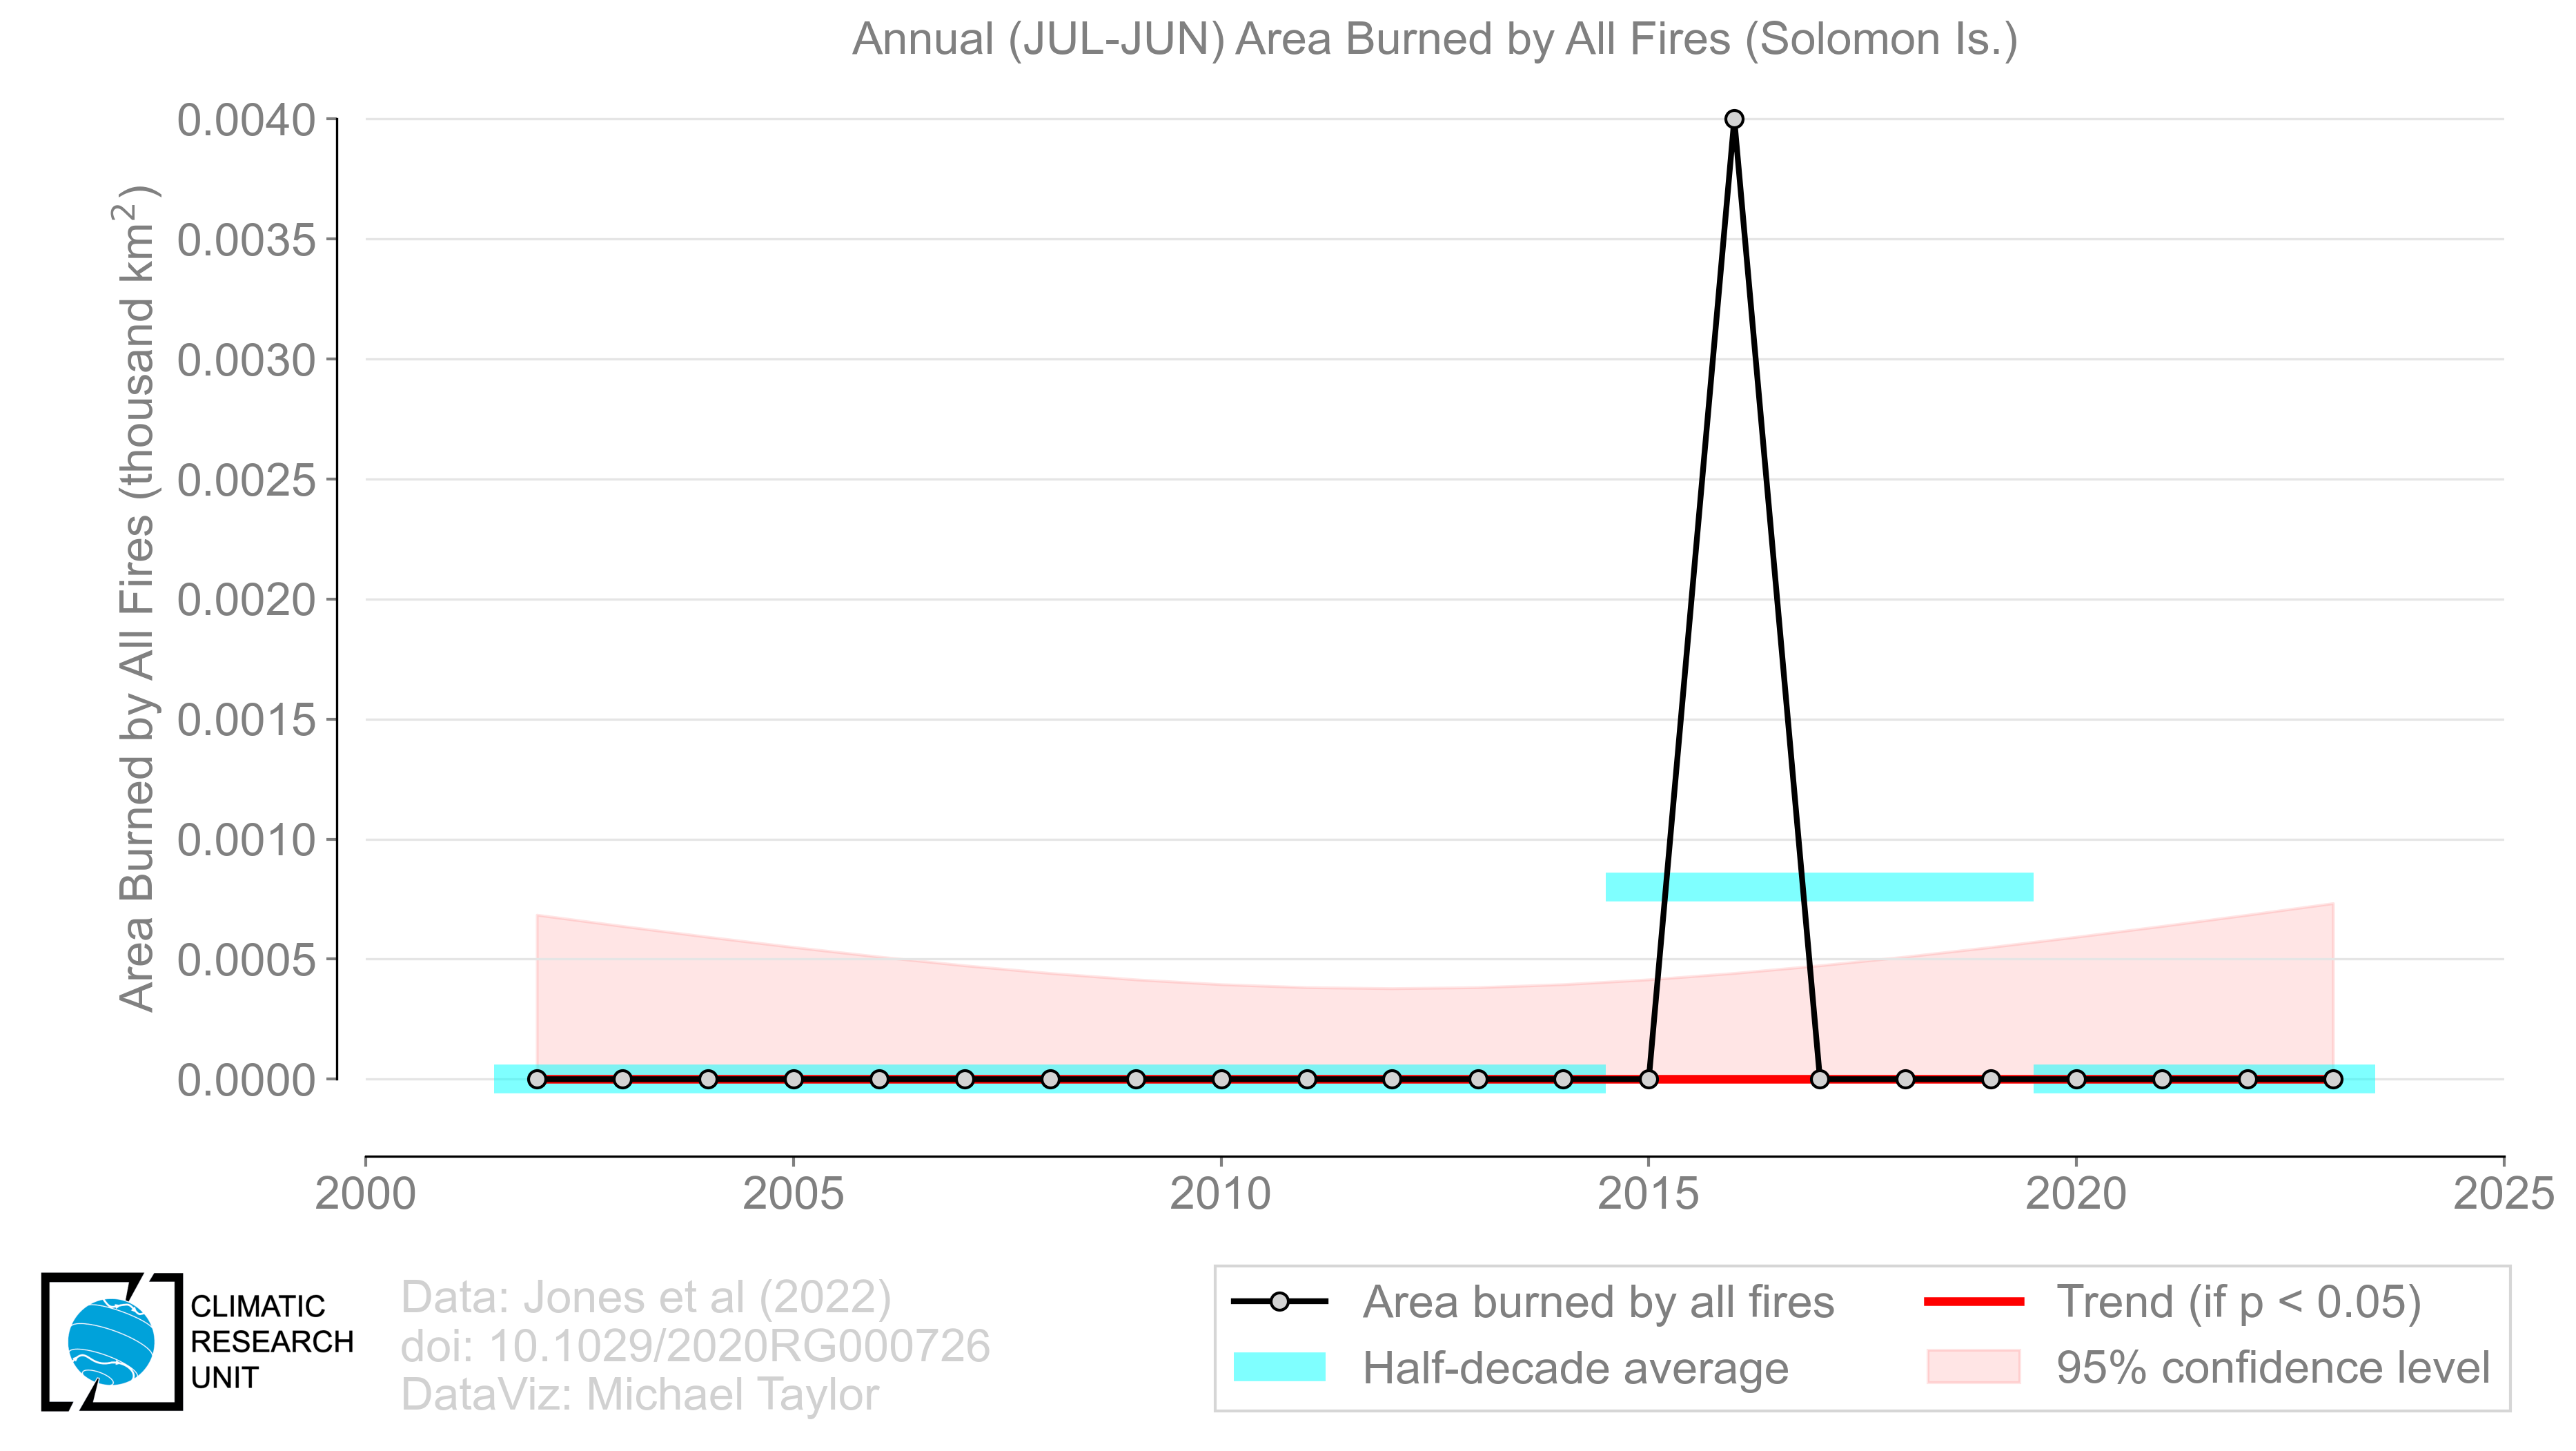 Annual (JUL-JUN) Area Burned by All Fires (Solomon Is.)
Area Burned by All Fires (thousand km²)
0.0040
0.0035
0.0030
0.0025
0.0020
0.0015
0.0010
0.0005
0.0000
2000 2005 2010 2015 2020 2025
CLIMATIC
RESEARCH
UNIT
Data: Jones et al (2022)
doi: 10.1029/2020RG000726
DataViz: Michael Taylor
Area burned by all fires
Half-decade average
Trend (if p < 0.05)
95% confidence level